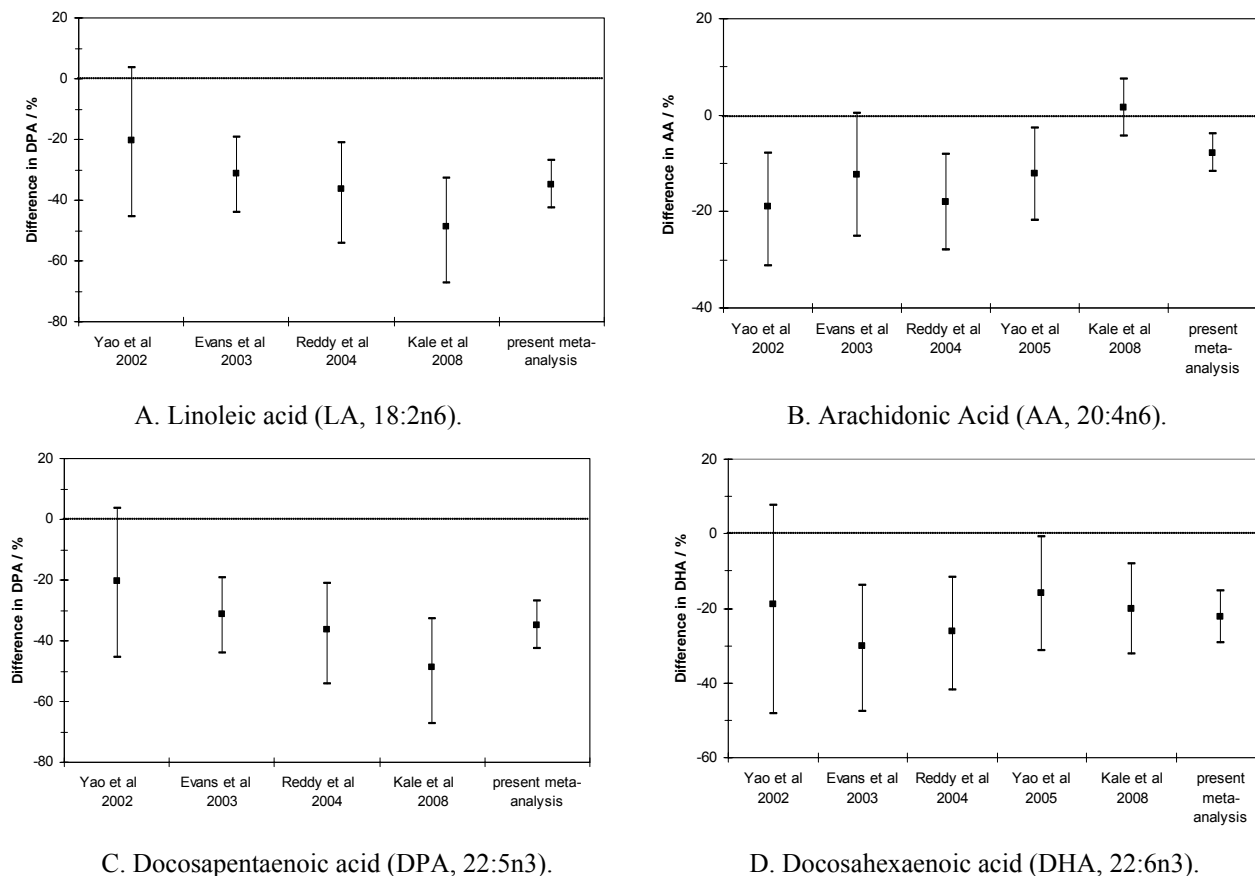 20
0
-20
-40
-60
-80
Difference in DPA / %
Yao et al 2002
Evans et al 2003
Reddy et al 2004
Kale et al 2008
present meta-analysis
A. Linoleic acid (LA, 18:2n6).
20
0
-20
-40
Difference in AA / %
Yao et al 2002
Evans et al 2003
Reddy et al 2004
Yao et al 2005
Kale et al 2008
present meta-analysis
B. Arachidonic Acid (AA, 20:4n6).
20
0
-20
-40
-60
-80
Difference in DPA / %
Yao et al 2002
Evans et al 2003
Reddy et al 2004
Kale et al 2008
present meta-analysis
C. Docosapentaenoic acid (DPA, 22:5n3).
20
0
-20
-40
-60
Difference in DHA / %
Yao et al 2002
Evans et al 2003
Reddy et al 2004
Yao et al 2005
Kale et al 2008
present meta-analysis
D. Docosahexaenoic acid (DHA, 22:6n3).